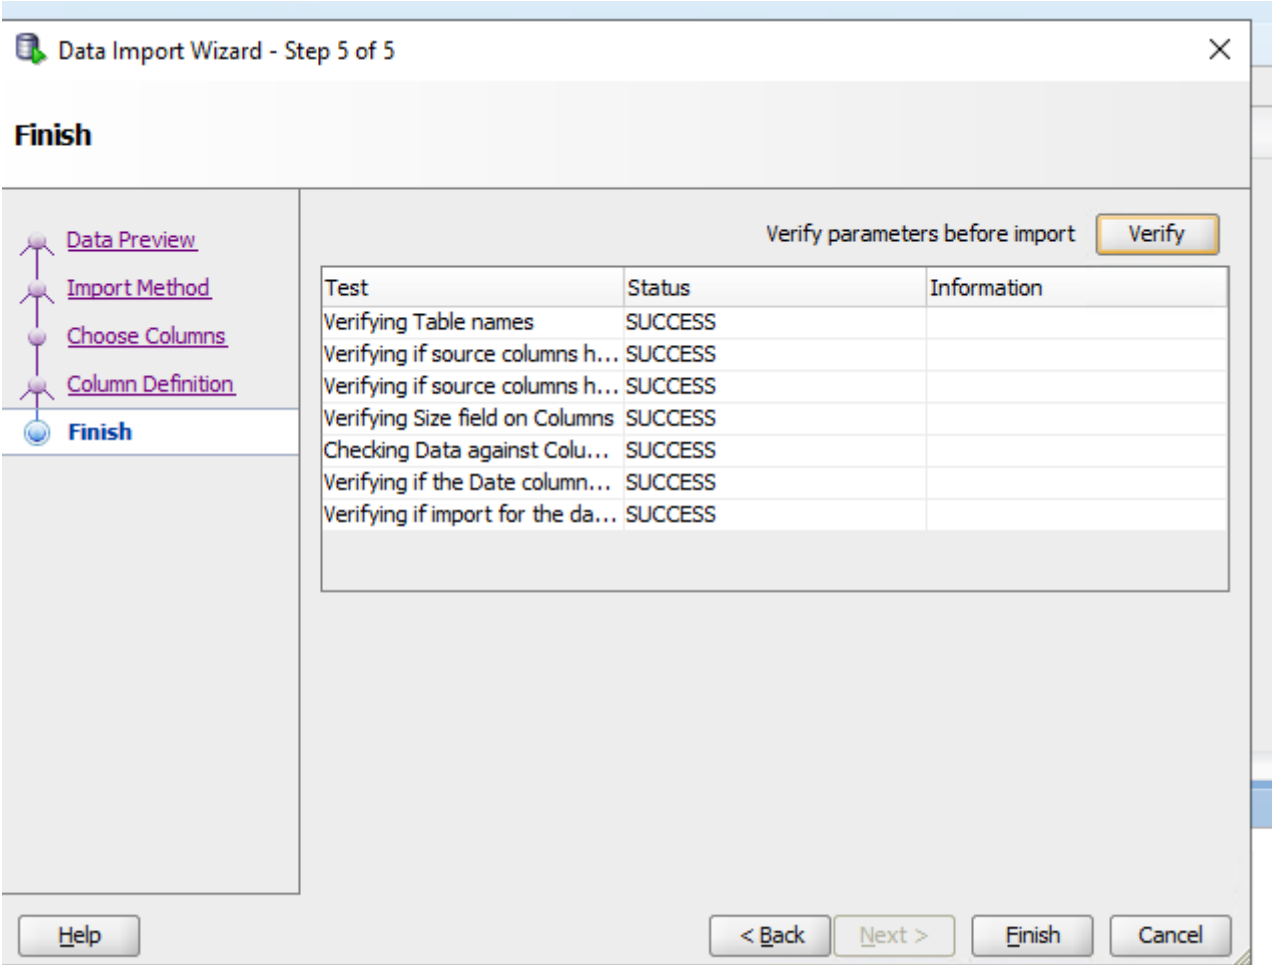 Data Import Wizard - Step 5 of 5
Finish
Data Preview
Import Method
Choose Columns
Column Definition
Finish
Verify parameters before import Verify
Test Status Information
Verifying Table names SUCCESS
Verifying if source columns h... SUCCESS
Verifying if source columns h... SUCCESS
Verifying Size field on Columns SUCCESS
Checking Data against Colu... SUCCESS
Verifying if the Date column... SUCCESS
Verifying if import for the da... SUCCESS
Help < Back Next > Finish Cancel